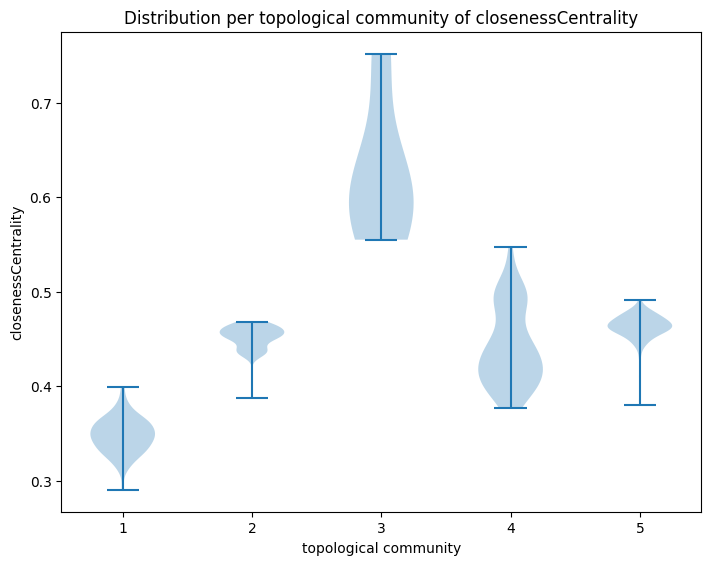 Distribution per topological community of closenessCentrality
closenessCentrality
0.7
0.6
0.5
0.4
0.3
1 2 3 4 5
topological community